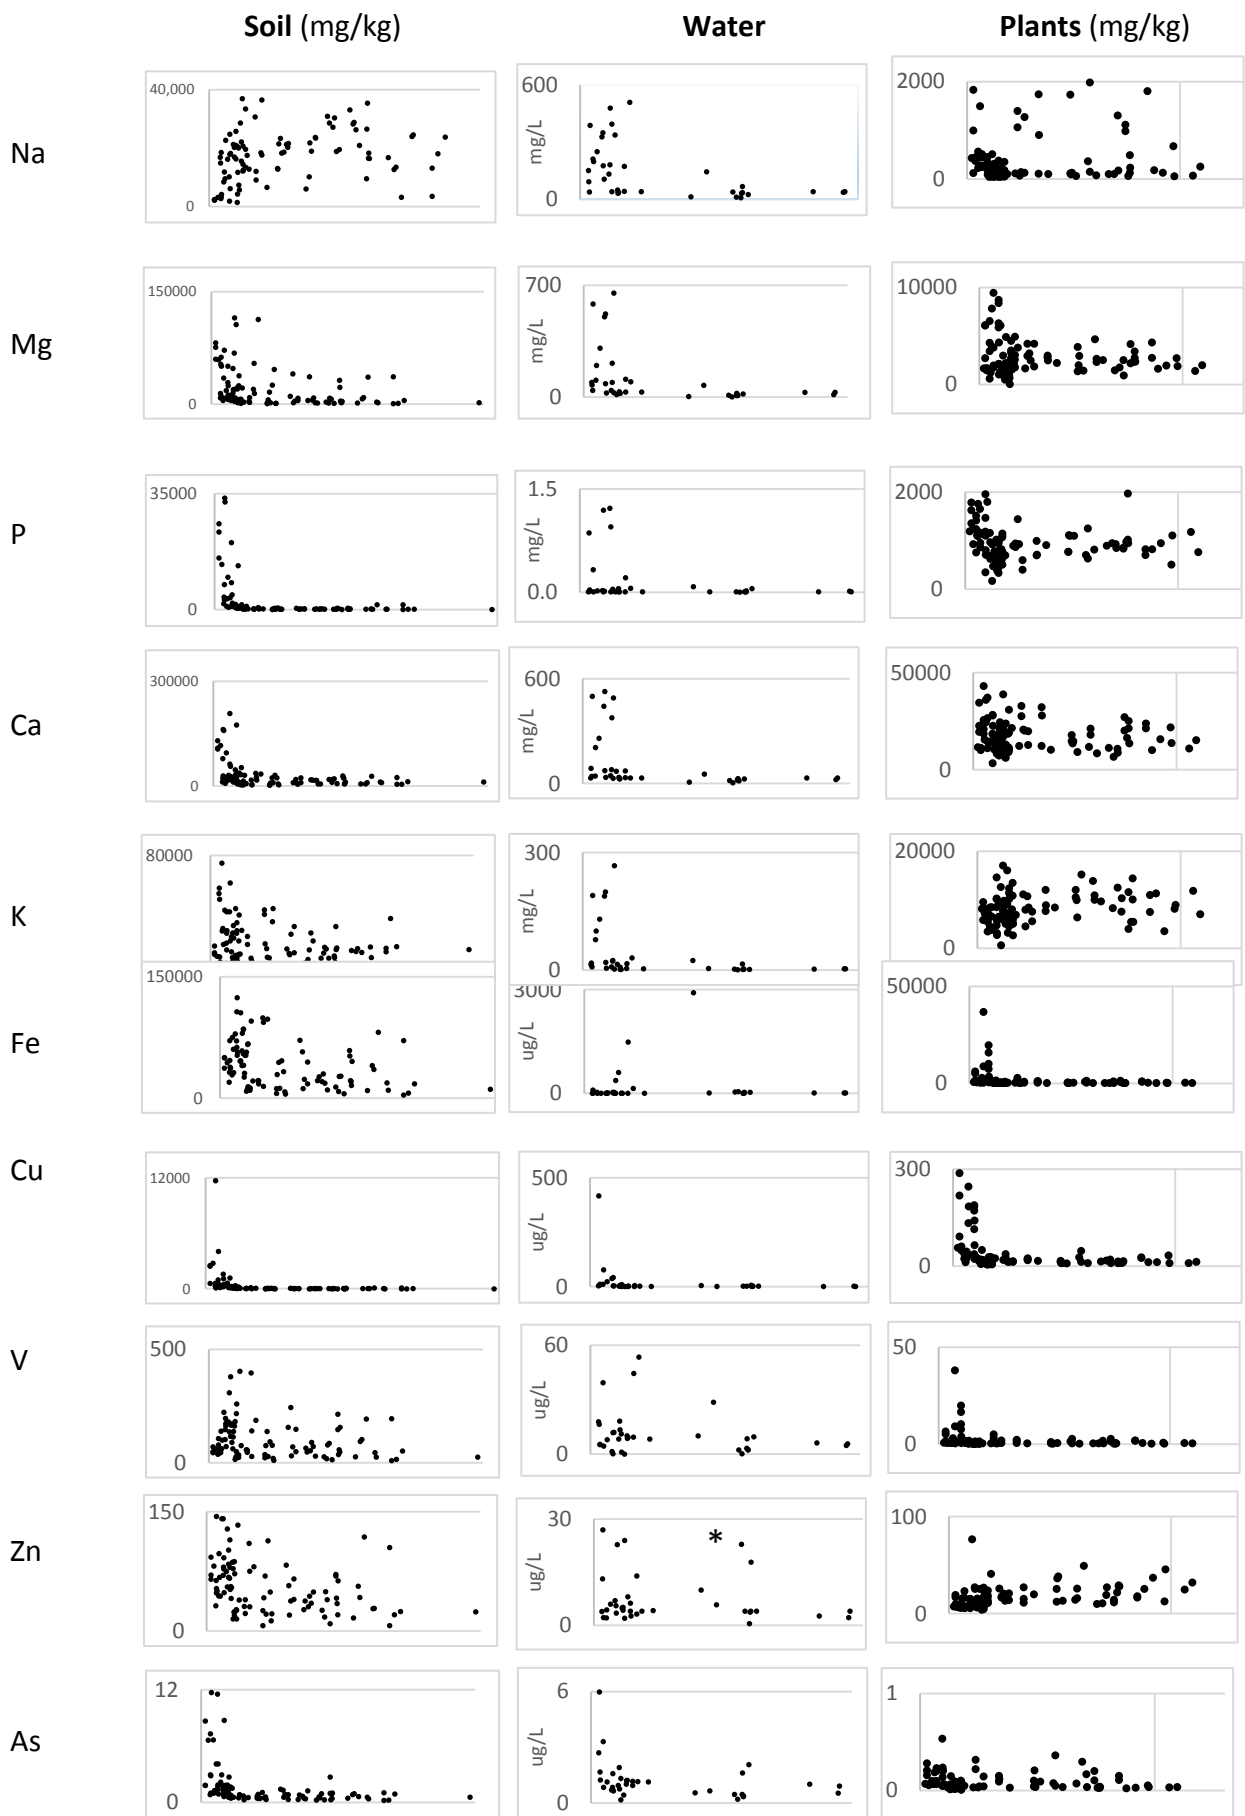 Soil (mg/kg) Water Plants (mg/kg)
Na 40,000 0 600 mg/L 0 2000 0
Mg 150000 0 700 mg/L 0 10000 0
P 35000 0 1.5 mg/L 0.0 2000 0
Ca 300000 0 600 mg/L 0 50000 0
K 80000 300 mg/L 0 20000 0
Fe 150000 0 3000 ug/L 0 50000 0
Cu 12000 0 500 ug/L 0 300 0
V 500 0 60 ug/L 0 50 0
Zn 150 0 30 ug/L 0 * 100 0
As 12 0 6 ug/L 0 1 0